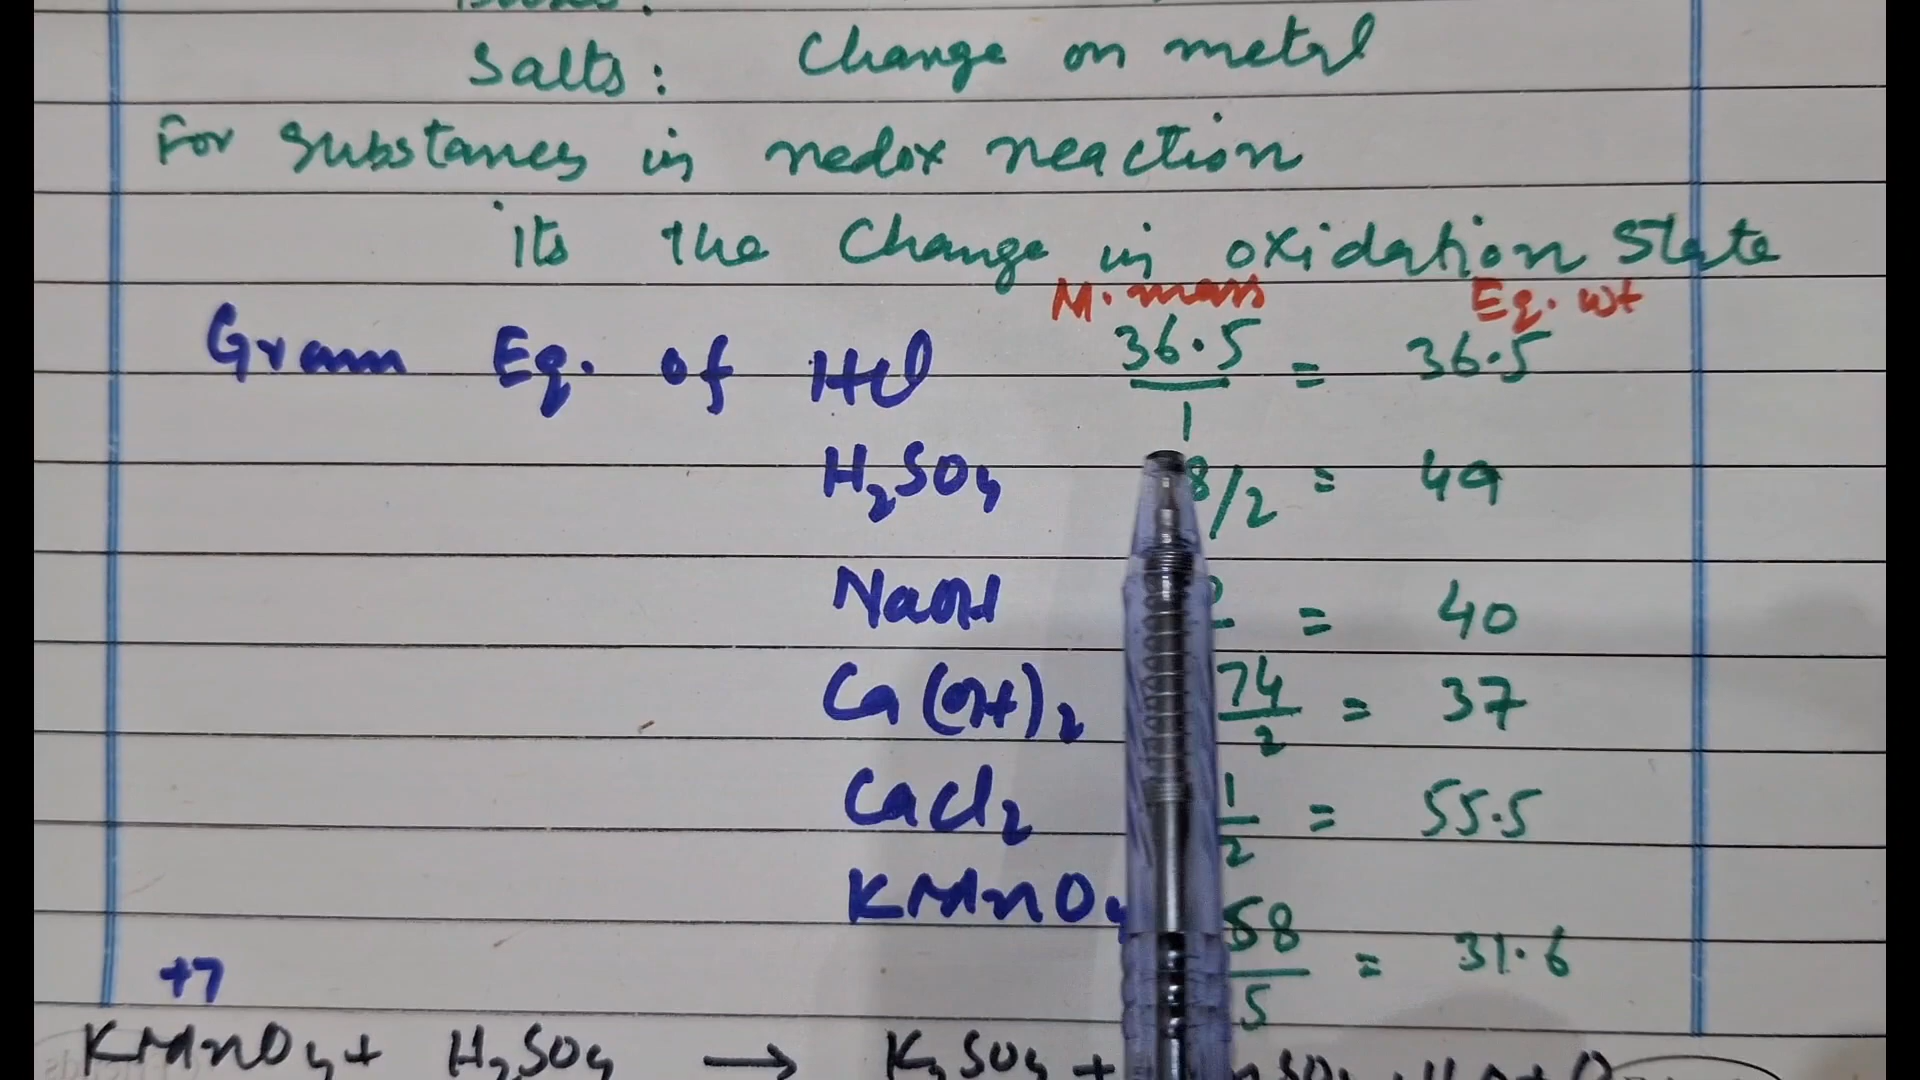 Salts: Change on metal
For substances in redox reaction
its the Change in oxidation State
M. mass Eq. wt
Gram Eq. of HCl 36.5/1 = 36.5
H₂SO₄ 8/2 = 49
NaOH = 40
Ca(OH)₂ 74/2 = 37
CaCl₂ 1/2 = 55.5
KMnO₄ 58/5 = 31.6
+7
KMnO₄ + H₂SO₄ → K₂SO₄ +